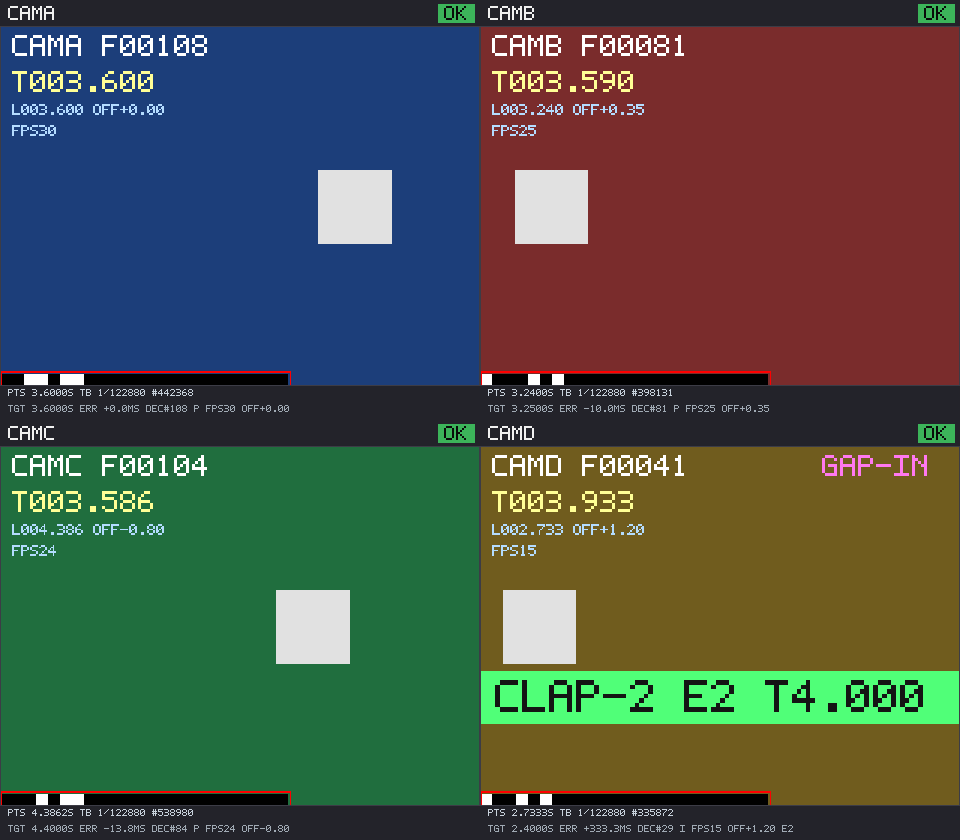 CAMA OK
CAMA F00108
T003.600
L003.600 OFF+0.00
FPS30
PTS 3.6000S TB 1/122880 #442368
TGT 3.6000S ERR +0.0MS DEC#108 P FPS30 OFF+0.00
CAMB OK
CAMB F00081
T003.590
L003.240 OFF+0.35
FPS25
PTS 3.2400S TB 1/122880 #398131
TGT 3.2500S ERR -10.0MS DEC#81 P FPS25 OFF+0.35
CAMC OK
CAMC F00104
T003.586
L004.386 OFF-0.80
FPS24
PTS 4.3862S TB 1/122880 #538980
TGT 4.4000S ERR -13.8MS DEC#84 P FPS24 OFF-0.80
CAMD OK
CAMD F00041 GAP-IN
T003.933
L002.733 OFF+1.20
FPS15
CLAP-2 E2 T4.000
PTS 2.7333S TB 1/122880 #335872
TGT 2.4000S ERR +333.3MS DEC#29 I FPS15 OFF+1.20 E2